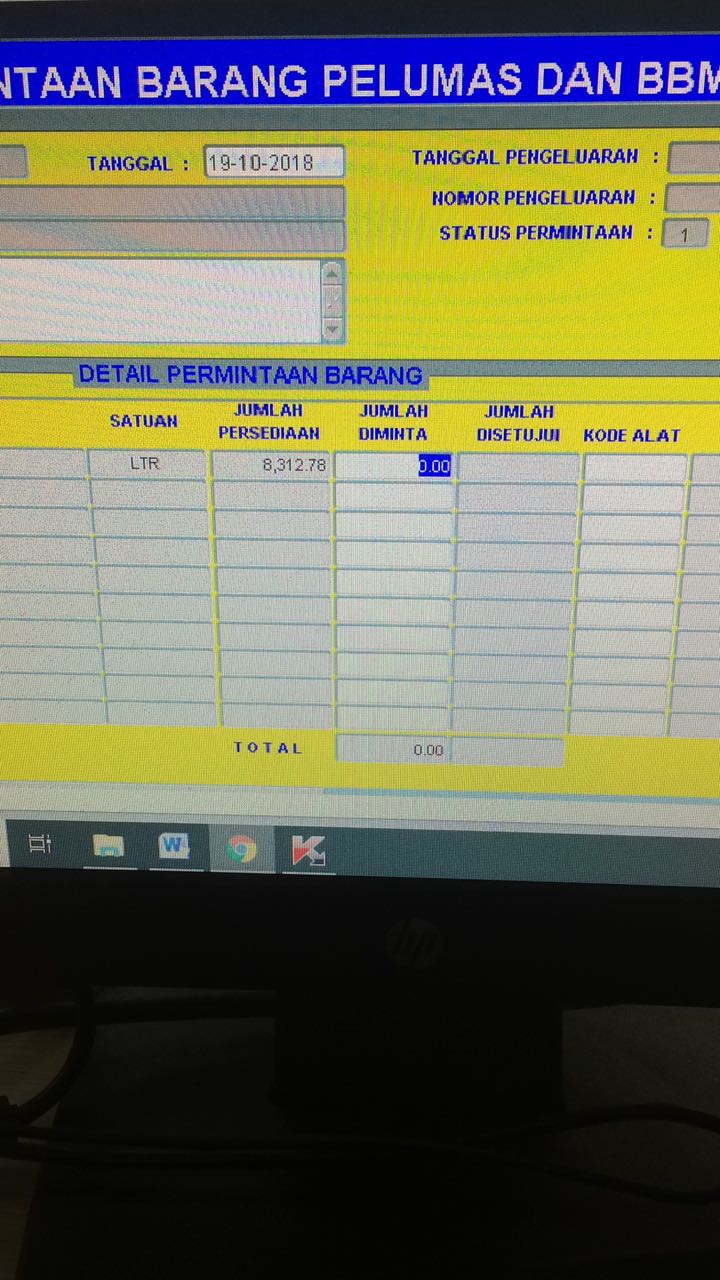 NTAAN BARANG PELUMAS DAN BBM
TANGGAL : 19-10-2018
TANGGAL PENGELUARAN :
NOMOR PENGELUARAN :
STATUS PERMINTAAN : 1
DETAIL PERMINTAAN BARANG
SATUAN
JUMLAH PERSEDIAAN
JUMLAH DIMINTA
JUMLAH DISETUJUI
KODE ALAT
LTR 8,312.78 0.00
TOTAL 0.00
W
hp